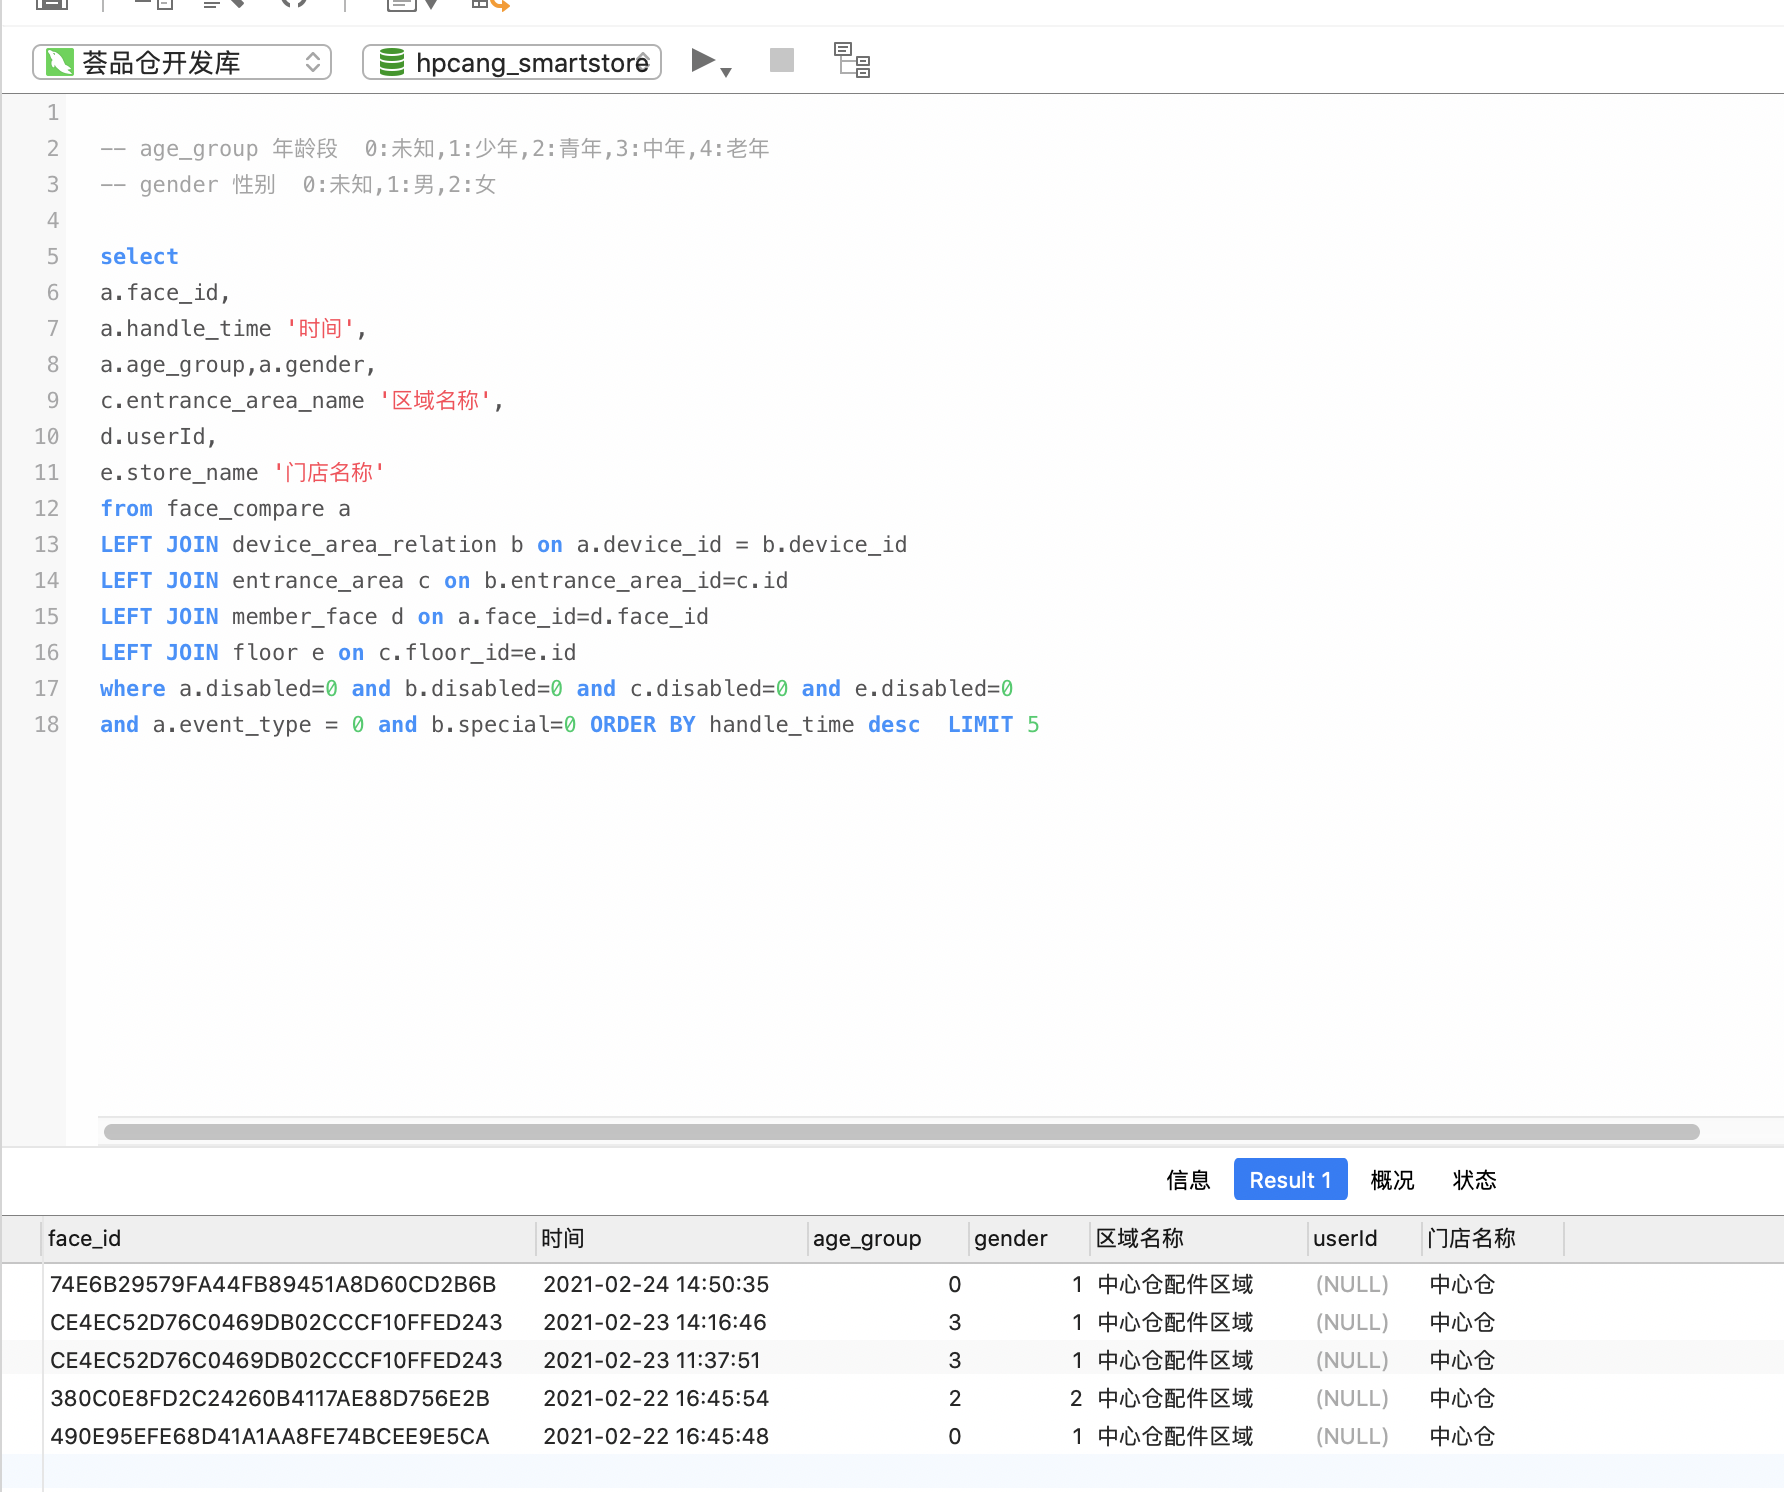 荟品仓开发库 hpcang_smartstore
1
2 -- age_group 年龄段 0:未知,1:少年,2:青年,3:中年,4:老年
3 -- gender 性别 0:未知,1:男,2:女
4
5 select
6 a.face_id,
7 a.handle_time '时间',
8 a.age_group,a.gender,
9 c.entrance_area_name '区域名称',
10 d.userId,
11 e.store_name '门店名称'
12 from face_compare a
13 LEFT JOIN device_area_relation b on a.device_id = b.device_id
14 LEFT JOIN entrance_area c on b.entrance_area_id=c.id
15 LEFT JOIN member_face d on a.face_id=d.face_id
16 LEFT JOIN floor e on c.floor_id=e.id
17 where a.disabled=0 and b.disabled=0 and c.disabled=0 and e.disabled=0
18 and a.event_type = 0 and b.special=0 ORDER BY handle_time desc LIMIT 5
信息 Result 1 概况 状态
face_id 时间 age_group gender 区域名称 userId 门店名称
74E6B29579FA44FB89451A8D60CD2B6B 2021-02-24 14:50:35 0 1 中心仓配件区域 (NULL) 中心仓
CE4EC52D76C0469DB02CCCF10FFED243 2021-02-23 14:16:46 3 1 中心仓配件区域 (NULL) 中心仓
CE4EC52D76C0469DB02CCCF10FFED243 2021-02-23 11:37:51 3 1 中心仓配件区域 (NULL) 中心仓
380C0E8FD2C24260B4117AE88D756E2B 2021-02-22 16:45:54 2 2 中心仓配件区域 (NULL) 中心仓
490E95EFE68D41A1AA8FE74BCEE9E5CA 2021-02-22 16:45:48 0 1 中心仓配件区域 (NULL) 中心仓